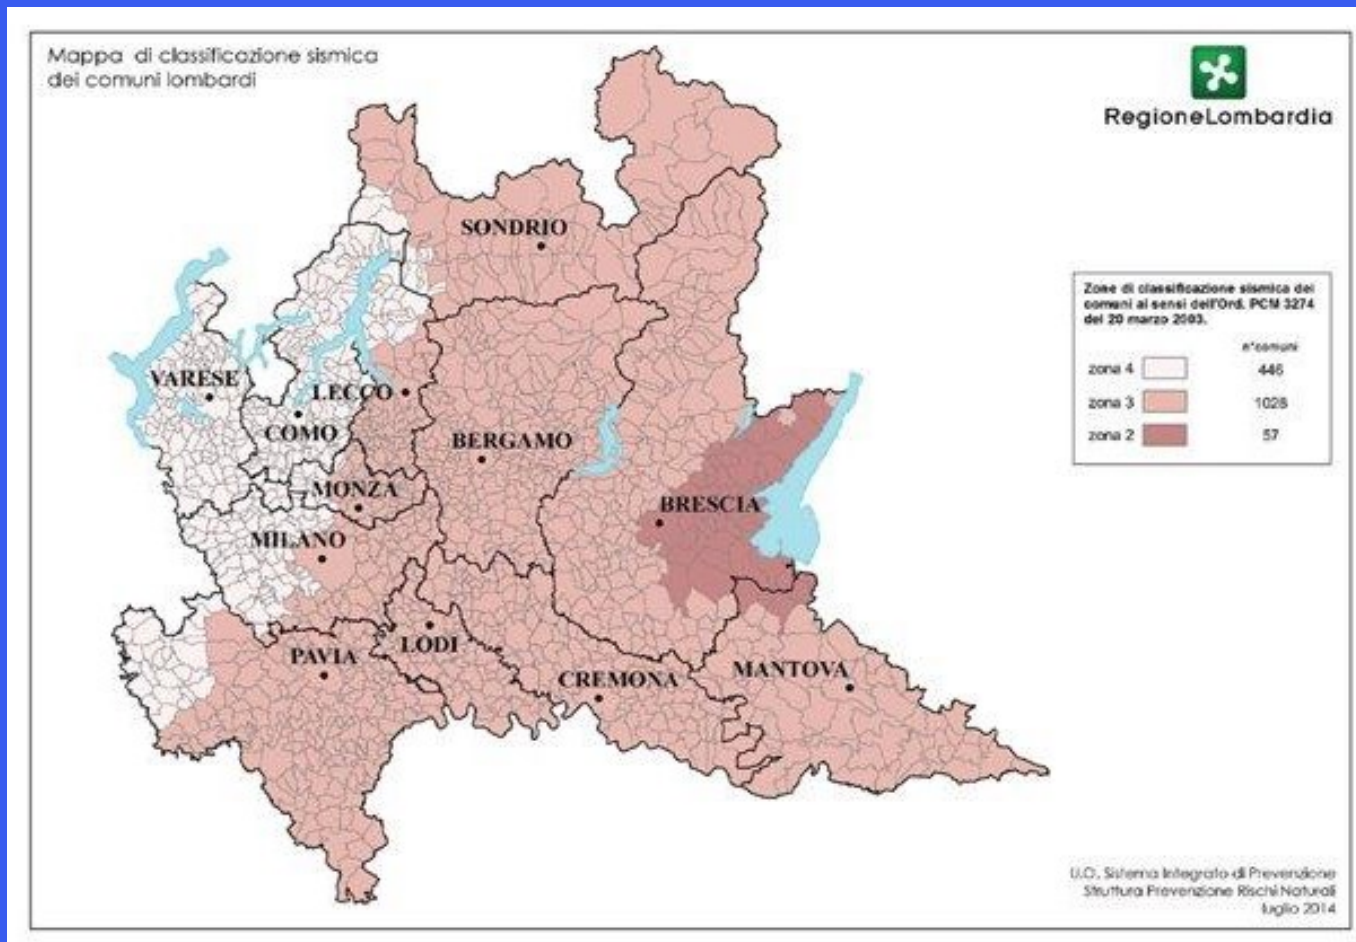 Mappa di classificazione sismica
dei comuni lombardi
RegioneLombardia
SONDRIO
VARESE
LECCO
COMO
BERGAMO
MONZA
BRESCIA
MILANO
PAVIA
LODI
CREMONA
MANTOVA
Zone di classificazione sismica dei
comuni ai sensi dell'Ord. PCM 3274
del 20 marzo 2003.
n°comuni
zona 4 446
zona 3 1028
zona 2 57
U.O. Sistema Integrato di Prevenzione
Struttura Prevenzione Rischi Naturali
luglio 2014